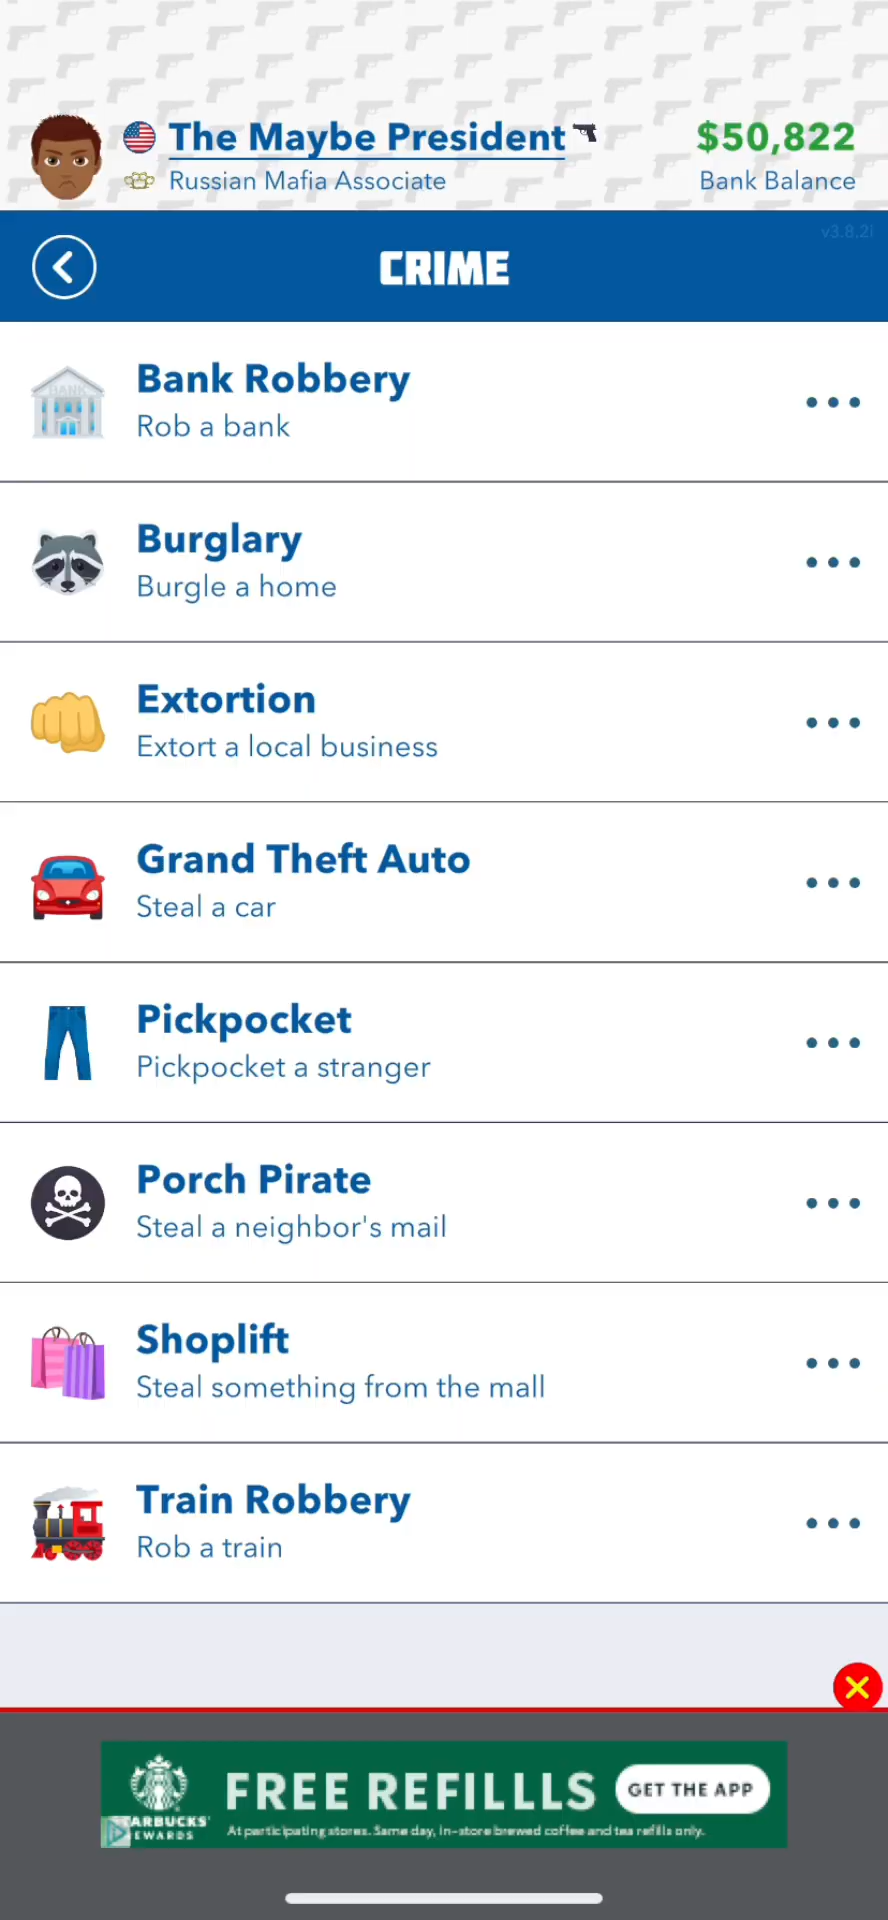 The Maybe President
$50,822
Russian Mafia Associate
Bank Balance
v3.8.2i
CRIME
BANK
Bank Robbery
Rob a bank
Burglary
Burgle a home
Extortion
Extort a local business
Grand Theft Auto
Steal a car
Pickpocket
Pickpocket a stranger
Porch Pirate
Steal a neighbor's mail
Shoplift
Steal something from the mall
Train Robbery
Rob a train
FREE REFILLLS
GET THE APP
At participating stores. Same day, in-store brewed coffee and tea refills only.